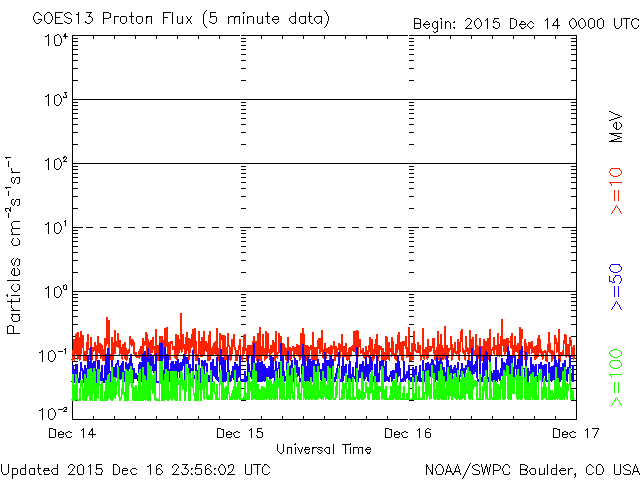 GOES13 Proton Flux (5 minute data)
Begin: 2015 Dec 14 0000 UTC
10⁴
10³
10²
10¹
10⁰
10⁻¹
10⁻²
Particles cm⁻²s⁻¹sr⁻¹
MeV
>=10
>=50
>=100
Dec 14 Dec 15 Dec 16 Dec 17
Universal Time
Updated 2015 Dec 16 23:56:02 UTC
NOAA/SWPC Boulder, CO USA